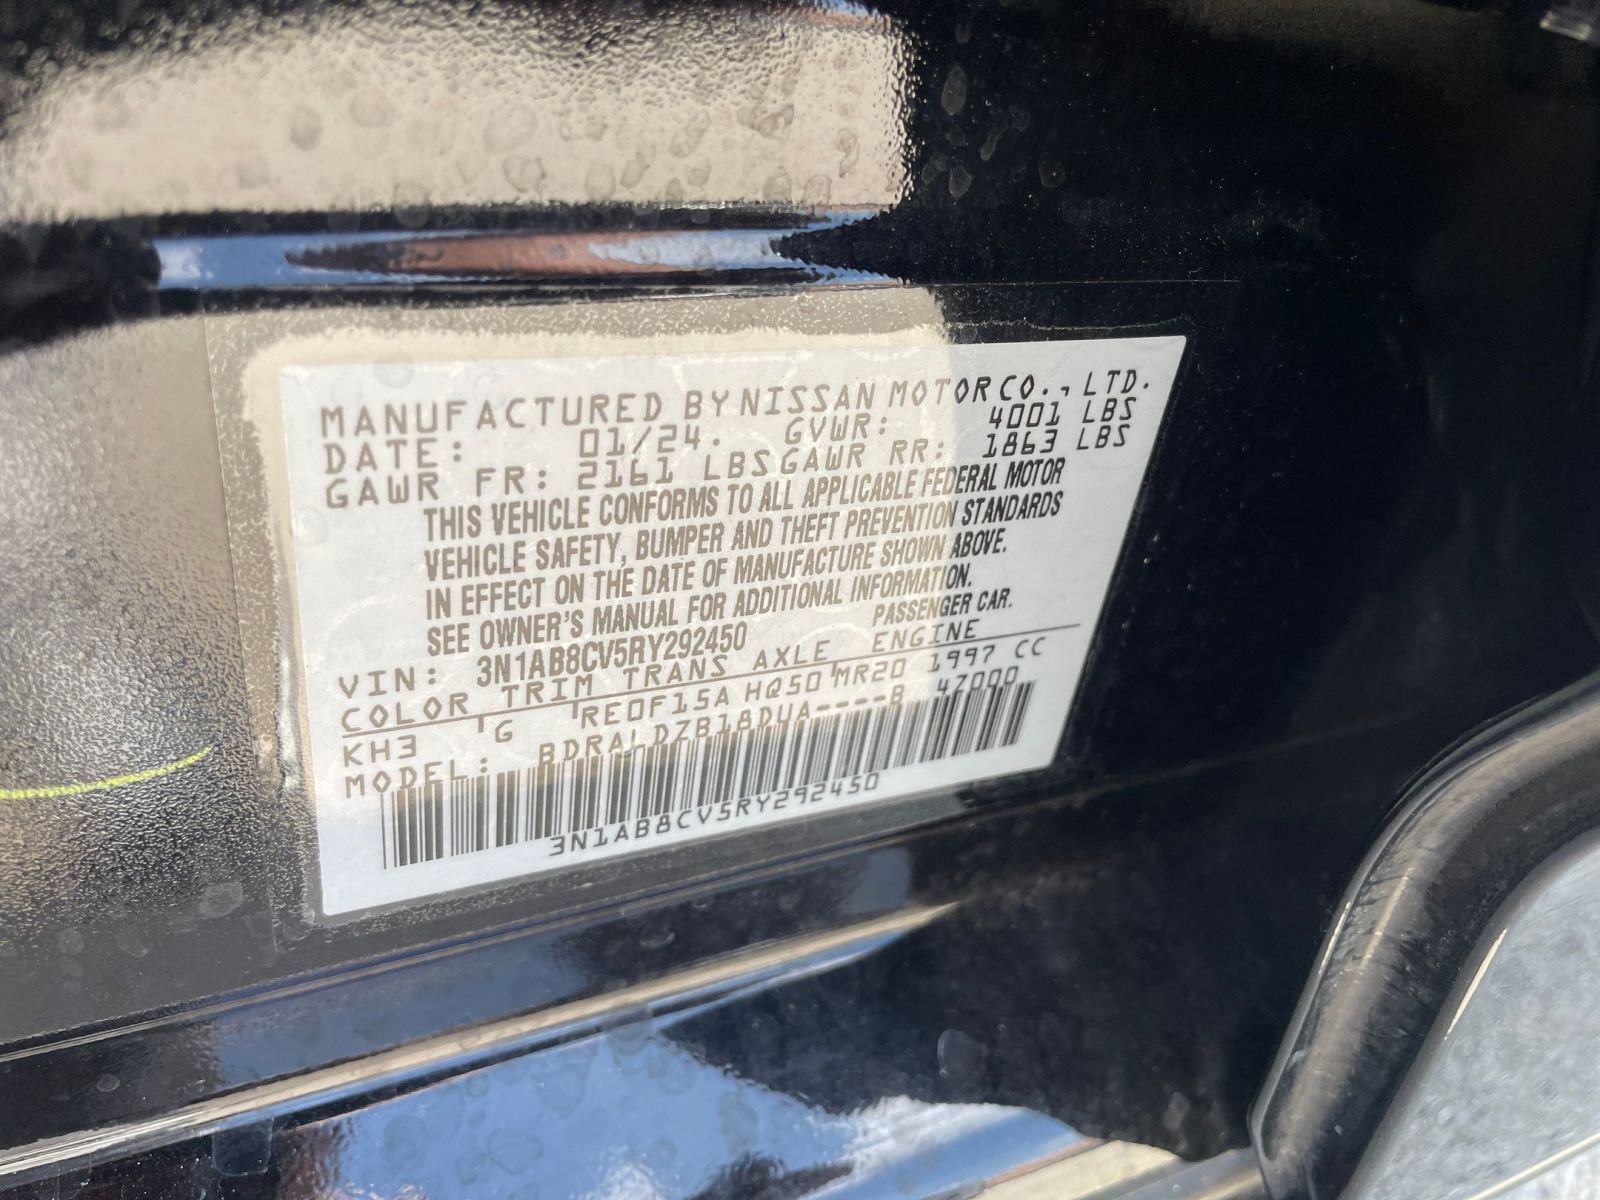 MANUFACTURED BY NISSAN MOTOR CO., LTD.
DATE: 01/24. GVWR: 4001 LBS
GAWR FR: 2161 LBS GAWR RR: 1863 LBS
THIS VEHICLE CONFORMS TO ALL APPLICABLE FEDERAL MOTOR
VEHICLE SAFETY, BUMPER AND THEFT PREVENTION STANDARDS
IN EFFECT ON THE DATE OF MANUFACTURE SHOWN ABOVE.
SEE OWNER'S MANUAL FOR ADDITIONAL INFORMATION.
PASSENGER CAR.
VIN: 3N1AB8CV5RY292450
COLOR TRIM TRANS AXLE ENGINE
KH3 G RE0F15A HQ50 MR20 1997 CC
MODEL: BDRALDZB18DUA----B 47000
3N1AB8CV5RY292450